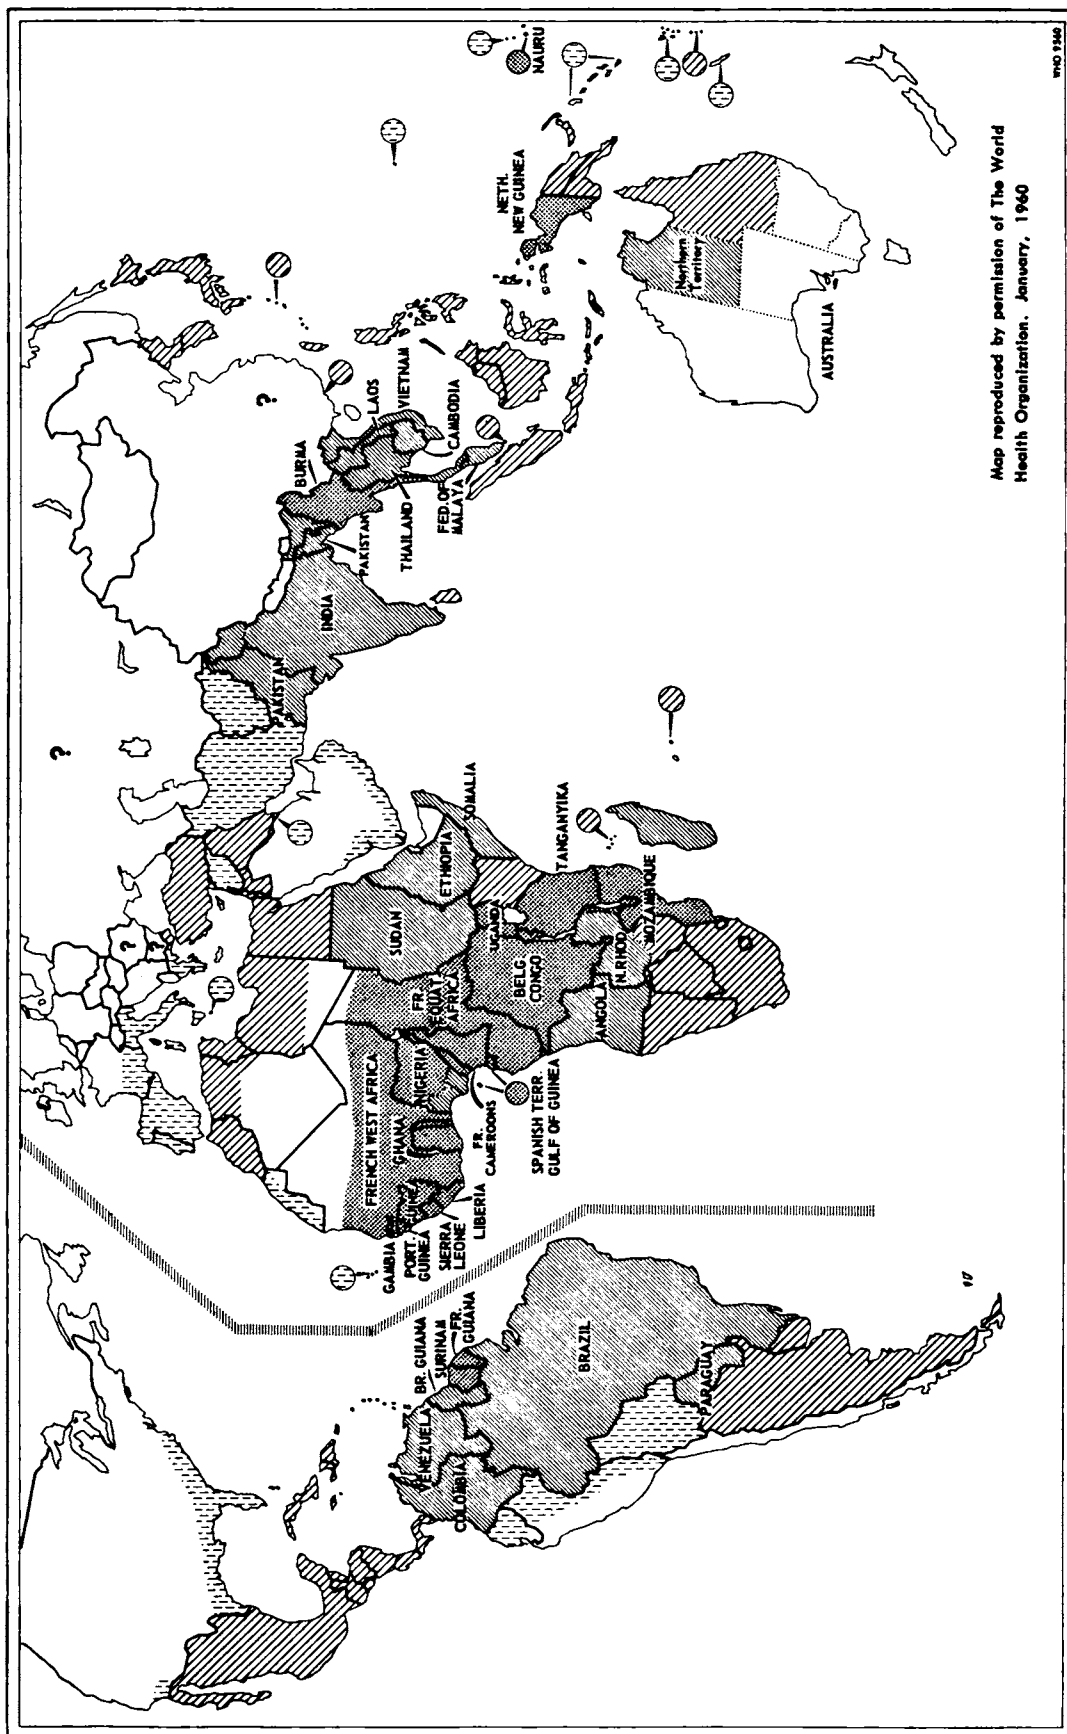 BR. GUIANA
SURINAM
FR.
GUIANA
VENEZUELA
COLOMBIA
BRAZIL
PARAGUAY
GAMBIA
PORT.
GUINEA
GUINEA
SIERRA
LEONE
LIBERIA
FRENCH WEST AFRICA
GHANA
NIGERIA
FR.
CAMEROONS
SPANISH TERR.
GULF OF GUINEA
FR.
EQUAT
AFRICA
SUDAN
ETHIOPIA
SOMALIA
UGANDA
BELG
CONGO
TANGANYIKA
ANGOLA
N.RHOD.
MOZAMBIQUE
?
?
?
?
PAKISTAN
INDIA
PAKISTAN
BURMA
THAILAND
LAOS
VIETNAM
CAMBODIA
FED.OF
MALAYA
NETH.
NEW GUINEA
NAURU
Northern
Territory
AUSTRALIA
Map reproduced by permission of The World
Health Organization. January, 1960
WHO 9360